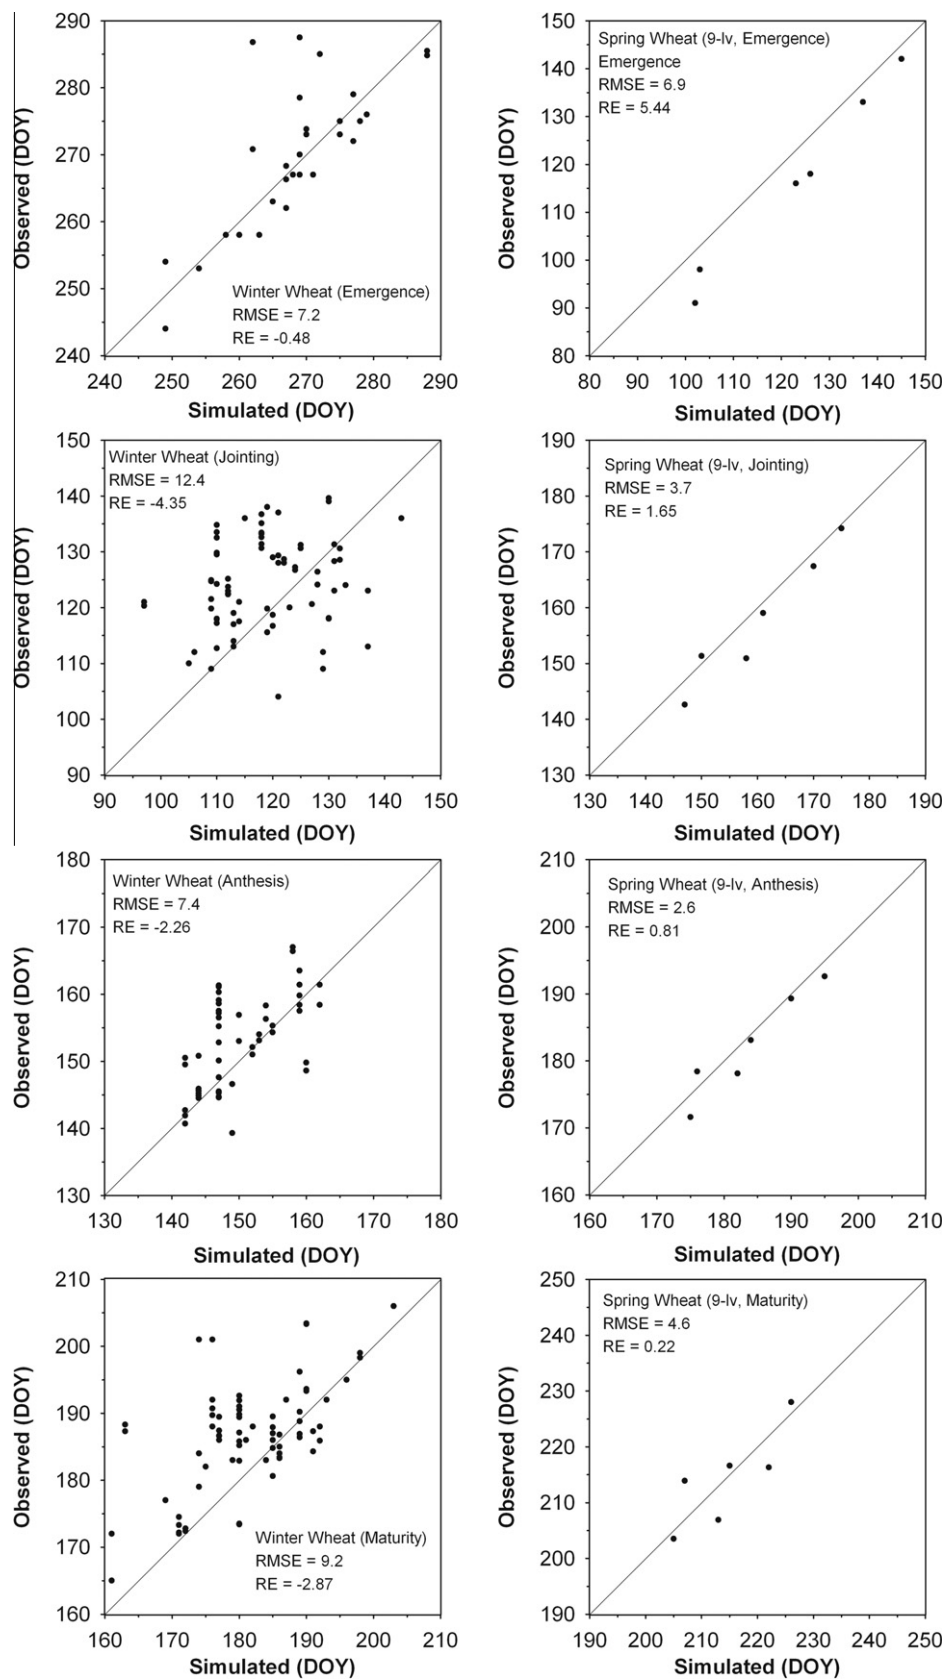 290
280
270
260
250
240
Observed (DOY)
Winter Wheat (Emergence)
RMSE = 7.2
RE = -0.48
240 250 260 270 280 290
Simulated (DOY)
150
140
130
120
110
100
90
80
Observed (DOY)
Spring Wheat (9-lv, Emergence)
Emergence
RMSE = 6.9
RE = 5.44
80 90 100 110 120 130 140 150
Simulated (DOY)
150
140
130
120
110
100
90
Observed (DOY)
Winter Wheat (Jointing)
RMSE = 12.4
RE = -4.35
90 100 110 120 130 140 150
Simulated (DOY)
190
180
170
160
150
140
130
Observed (DOY)
Spring Wheat (9-lv, Jointing)
RMSE = 3.7
RE = 1.65
130 140 150 160 170 180 190
Simulated (DOY)
180
170
160
150
140
130
Observed (DOY)
Winter Wheat (Anthesis)
RMSE = 7.4
RE = -2.26
130 140 150 160 170 180
Simulated (DOY)
210
200
190
180
170
160
Observed (DOY)
Spring Wheat (9-lv, Anthesis)
RMSE = 2.6
RE = 0.81
160 170 180 190 200 210
Simulated (DOY)
210
200
190
180
170
160
Observed (DOY)
Winter Wheat (Maturity)
RMSE = 9.2
RE = -2.87
160 170 180 190 200 210
Simulated (DOY)
250
240
230
220
210
200
190
Observed (DOY)
Spring Wheat (9-lv, Maturity)
RMSE = 4.6
RE = 0.22
190 200 210 220 230 240 250
Simulated (DOY)